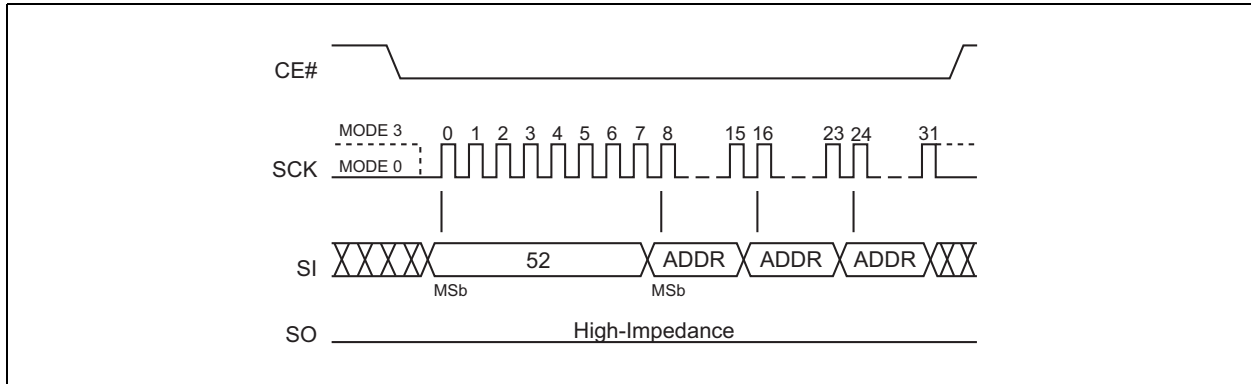 CE#
MODE 3
0 1 2 3 4 5 6 7 8 15 16 23 24 31
SCK
MODE 0
SI
52
ADDR
ADDR
ADDR
MSb
MSb
SO
High-Impedance